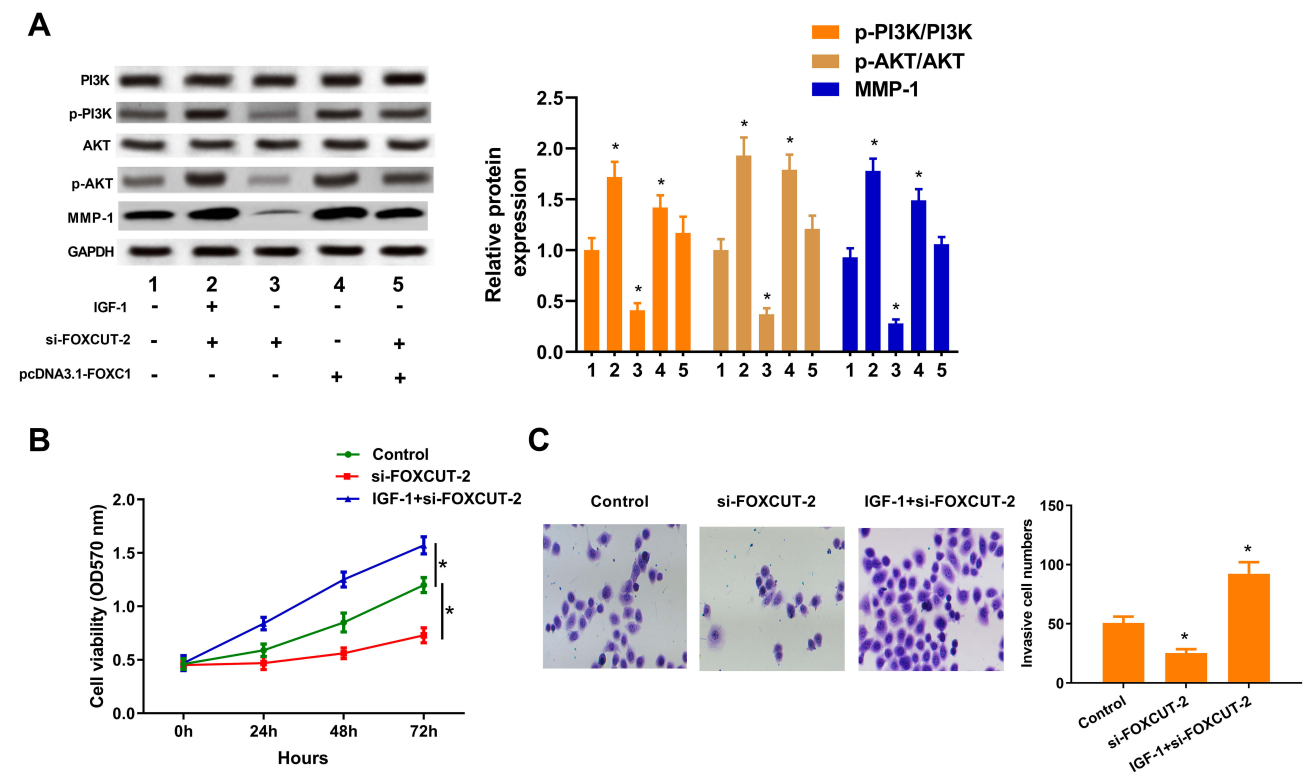 A
p-PI3K/PI3K
p-AKT/AKT
MMP-1
PI3K
p-PI3K
AKT
p-AKT
MMP-1
GAPDH
1 2 3 4 5
IGF-1 - + - - -
si-FOXCUT-2 - + + - +
pcDNA3.1-FOXC1 - - - + +
Relative protein
expression
2.5
2.0
1.5
1.0
0.5
0.0
* * * * * * * * *
1 2 3 4 5 1 2 3 4 5 1 2 3 4 5
B
Control
si-FOXCUT-2
IGF-1+si-FOXCUT-2
Cell viability (OD570 nm)
2.0
1.5
1.0
0.5
0.0
*
*
0h 24h 48h 72h
Hours
C
Control si-FOXCUT-2 IGF-1+si-FOXCUT-2
Invasive cell numbers
150
100
50
0
* *
Control
si-FOXCUT-2
IGF-1+si-FOXCUT-2